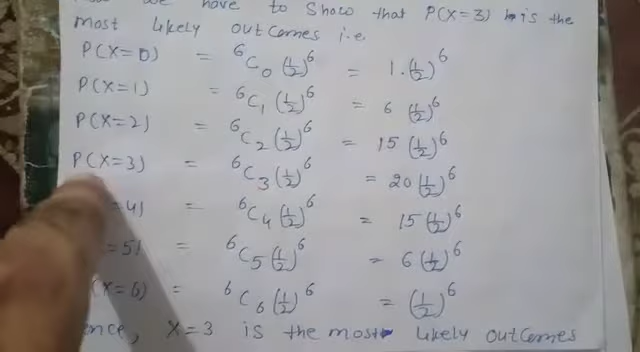 have to show that P(X=3) is the
most likely outcomes i.e
P(X=0) = ⁶C₀ (1/2)⁶ = 1.(1/2)⁶
P(X=1) = ⁶C₁ (1/2)⁶ = 6 (1/2)⁶
P(X=2) = ⁶C₂ (1/2)⁶ = 15 (1/2)⁶
P(X=3) = ⁶C₃ (1/2)⁶ = 20 (1/2)⁶
=4) = ⁶C₄ (1/2)⁶ = 15 (1/2)⁶
=5) = ⁶C₅ (1/2)⁶ = 6 (1/2)⁶
(X=6) = ⁶C₆ (1/2)⁶ = (1/2)⁶
ence, X=3 is the most likely outcomes